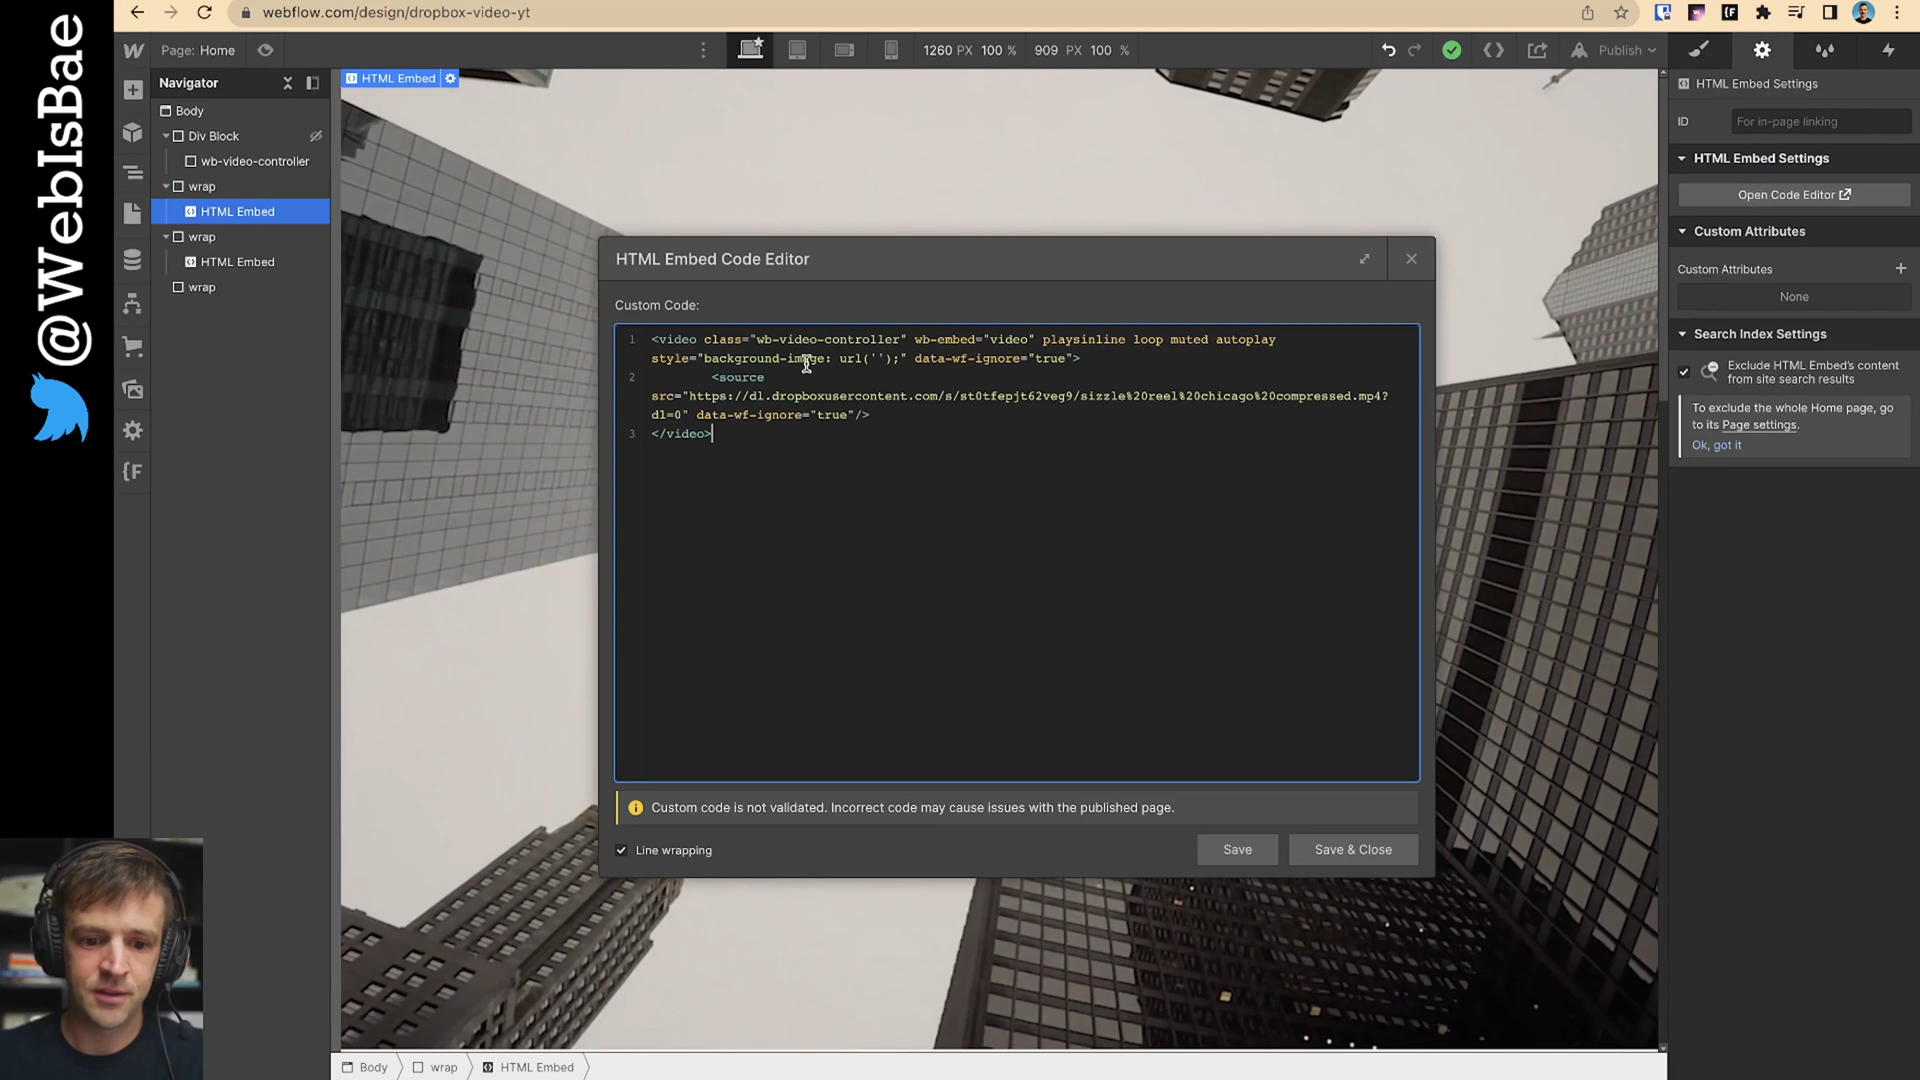 @WebIsBae
webflow.com/design/dropbox-video-yt
Page: Home
1260 PX 100 % 909 PX 100 %
Publish
Navigator
Body
Div Block
wb-video-controller
wrap
HTML Embed
wrap
HTML Embed
wrap
HTML Embed
HTML Embed Code Editor
Custom Code:
1 <video class="wb-video-controller" wb-embed="video" playsinline loop muted autoplay
style="background-image: url('');" data-wf-ignore="true">
2 <source
src="https://dl.dropboxusercontent.com/s/st0tfepjt62veg9/sizzle%20reel%20chicago%20compressed.mp4?
dl=0" data-wf-ignore="true"/>
3 </video>
Custom code is not validated. Incorrect code may cause issues with the published page.
Line wrapping
Save
Save & Close
HTML Embed Settings
ID For in-page linking
HTML Embed Settings
Open Code Editor
Custom Attributes
Custom Attributes
None
Search Index Settings
Exclude HTML Embed's content
from site search results
To exclude the whole Home page, go
to its Page settings.
Ok, got it
Body wrap HTML Embed